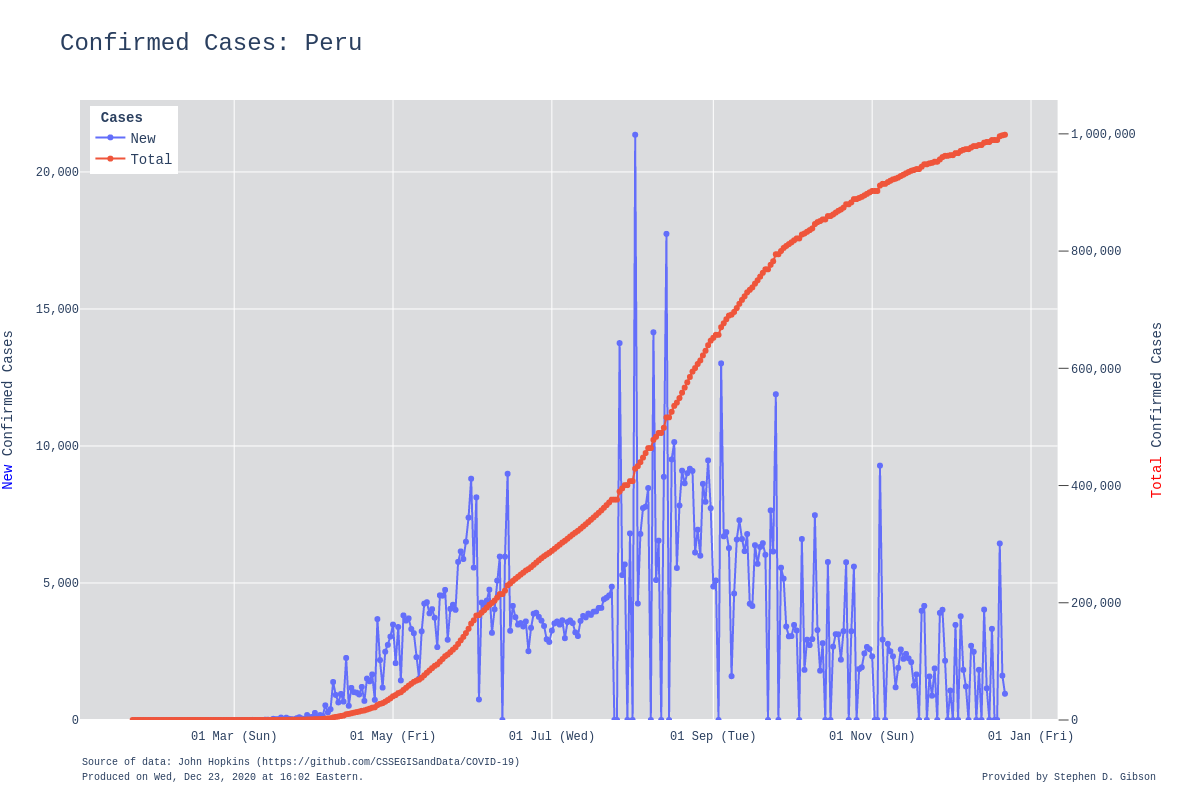 Confirmed Cases: Peru
Cases
New
Total
20,000
15,000
10,000
5,000
0
New Confirmed Cases
1,000,000
800,000
600,000
400,000
200,000
0
Total Confirmed Cases
01 Mar (Sun)
01 May (Fri)
01 Jul (Wed)
01 Sep (Tue)
01 Nov (Sun)
01 Jan (Fri)
Source of data: John Hopkins (https://github.com/CSSEGISandData/COVID-19)
Produced on Wed, Dec 23, 2020 at 16:02 Eastern.
Provided by Stephen D. Gibson